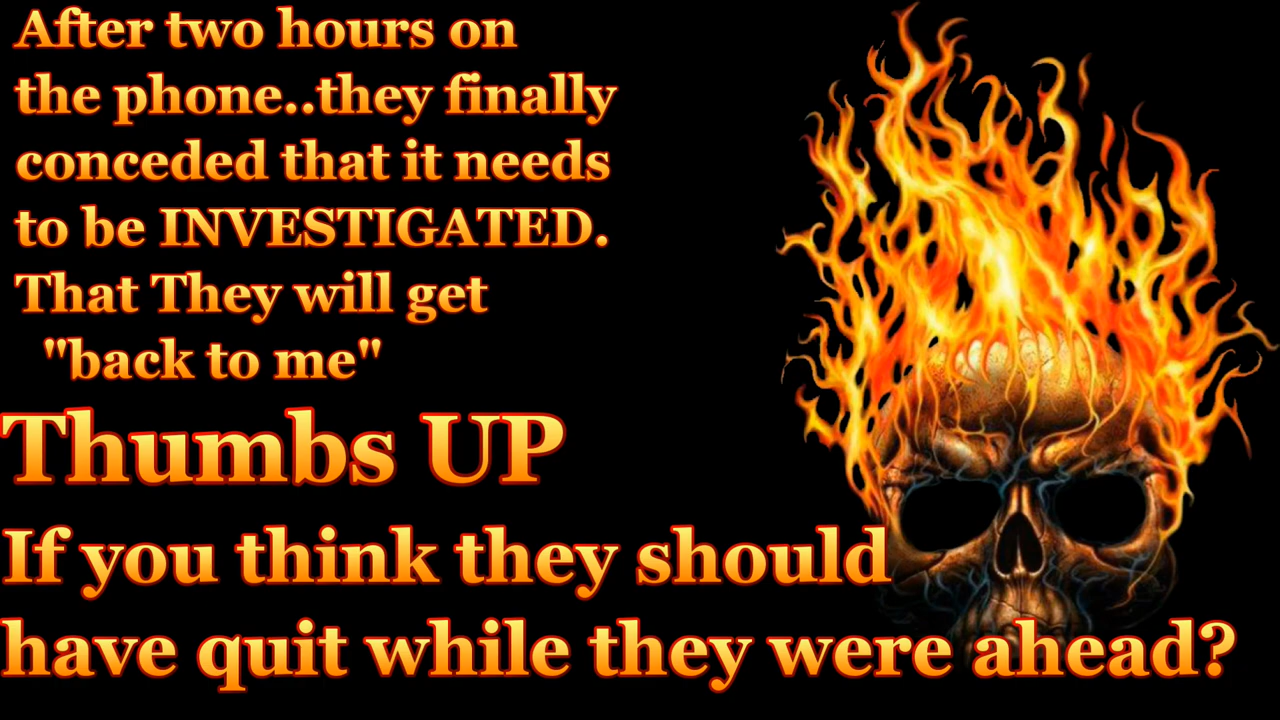 After two hours on
the phone..they finally
conceded that it needs
to be INVESTIGATED.
That They will get
"back to me"
Thumbs UP
If you think they should
have quit while they were ahead?